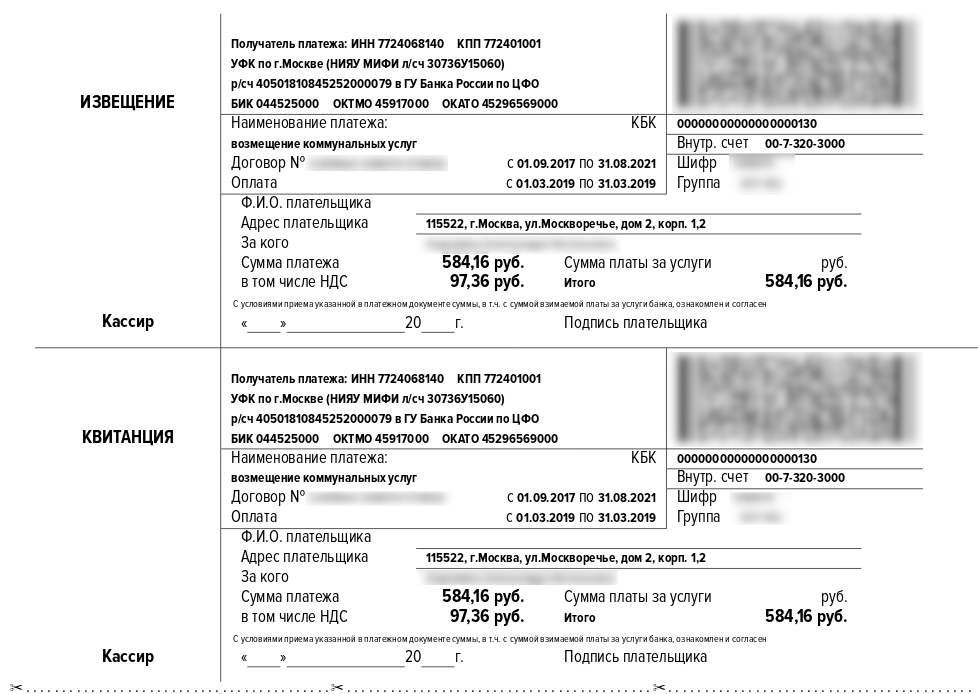 Получатель платежа: ИНН 7724068140 КПП 772401001
УФК по г.Москве (НИЯУ МИФИ л/сч 30736У15060)
р/сч 40501810845252000079 в ГУ Банка России по ЦФО
ИЗВЕЩЕНИЕ
БИК 044525000 ОКТМО 45917000 ОКАТО 45296569000
Наименование платежа: КБК 00000000000000000130
возмещение коммунальных услуг Внутр. счет 00-7-320-3000
Договор № С 01.09.2017 ПО 31.08.2021 Шифр
Оплата С 01.03.2019 ПО 31.03.2019 Группа
Ф.И.О. плательщика
Адрес плательщика 115522, г.Москва, ул.Москворечье, дом 2, корп. 1,2
За кого
Сумма платежа 584,16 руб. Сумма платы за услуги руб.
в том числе НДС 97,36 руб. Итого 584,16 руб.
С условиями приема указанной в платежном документе суммы, в т.ч. с суммой взимаемой платы за услуги банка, ознакомлен и согласен
Кассир «____»______________20____г. Подпись плательщика
Получатель платежа: ИНН 7724068140 КПП 772401001
УФК по г.Москве (НИЯУ МИФИ л/сч 30736У15060)
р/сч 40501810845252000079 в ГУ Банка России по ЦФО
КВИТАНЦИЯ
БИК 044525000 ОКТМО 45917000 ОКАТО 45296569000
Наименование платежа: КБК 00000000000000000130
возмещение коммунальных услуг Внутр. счет 00-7-320-3000
Договор № С 01.09.2017 ПО 31.08.2021 Шифр
Оплата С 01.03.2019 ПО 31.03.2019 Группа
Ф.И.О. плательщика
Адрес плательщика 115522, г.Москва, ул.Москворечье, дом 2, корп. 1,2
За кого
Сумма платежа 584,16 руб. Сумма платы за услуги руб.
в том числе НДС 97,36 руб. Итого 584,16 руб.
С условиями приема указанной в платежном документе суммы, в т.ч. с суммой взимаемой платы за услуги банка, ознакомлен и согласен
Кассир «____»______________20____г. Подпись плательщика